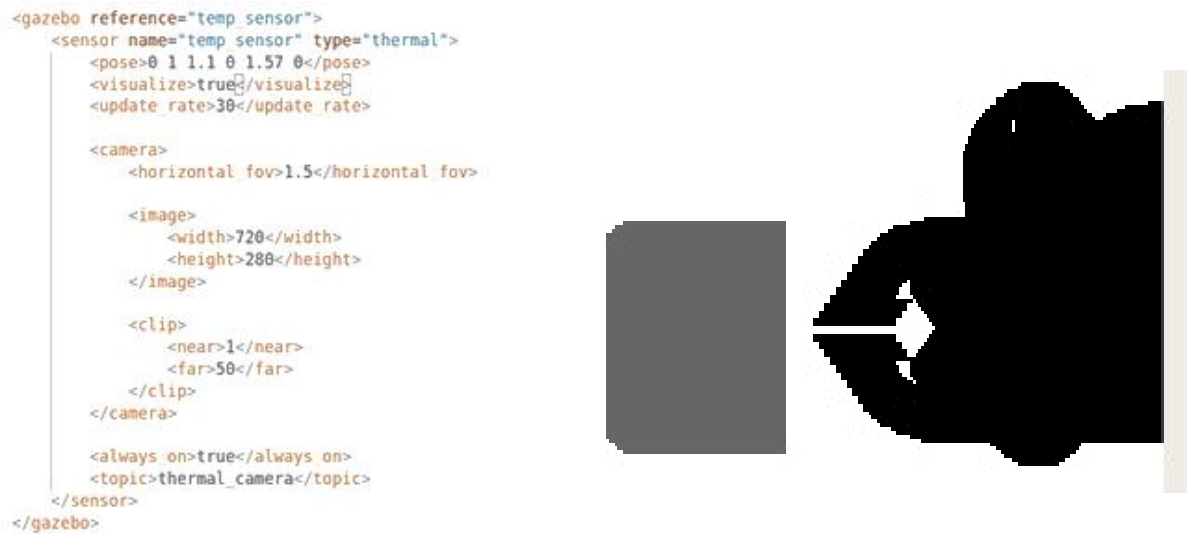 <gazebo reference="temp_sensor">
<sensor name="temp_sensor" type="thermal">
<pose>0 1 1.1 0 1.57 0</pose>
<visualize>true</visualize>
<update_rate>30</update_rate>
<camera>
<horizontal_fov>1.5</horizontal_fov>
<image>
<width>720</width>
<height>280</height>
</image>
<clip>
<near>1</near>
<far>50</far>
</clip>
</camera>
<always_on>true</always_on>
<topic>thermal_camera</topic>
</sensor>
</gazebo>